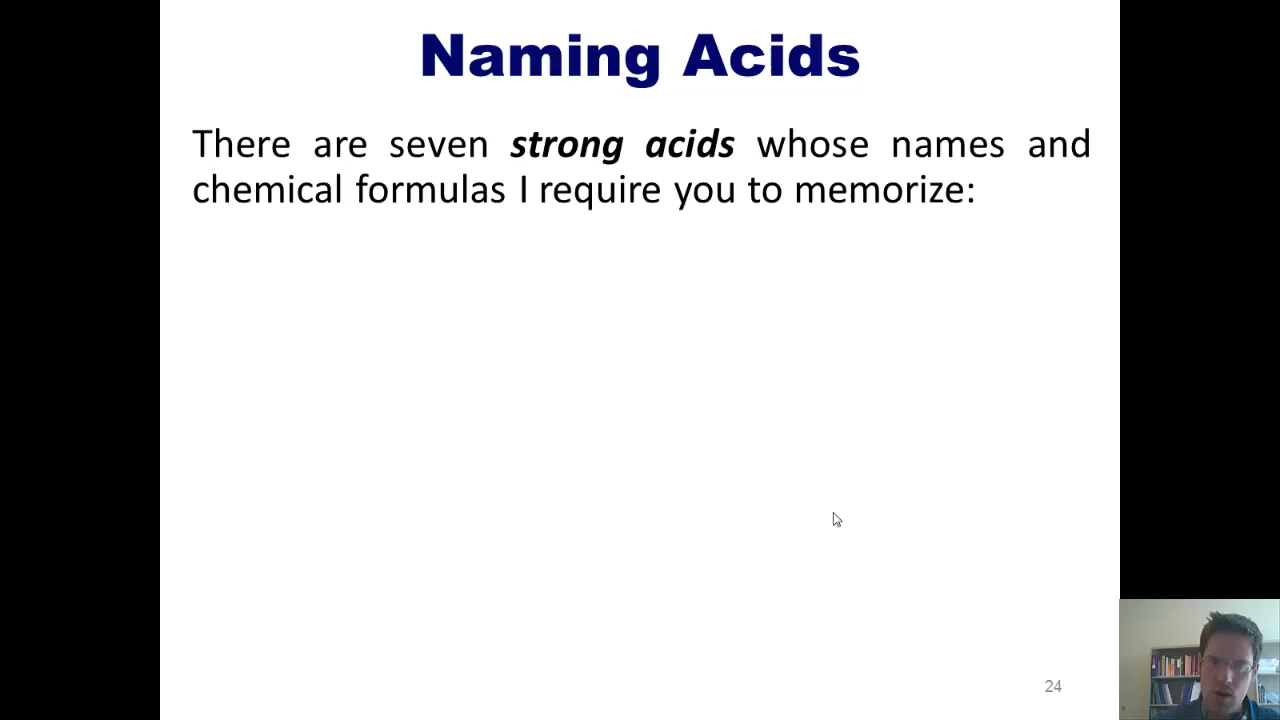 Naming Acids
There are seven strong acids whose names and
chemical formulas I require you to memorize:
24